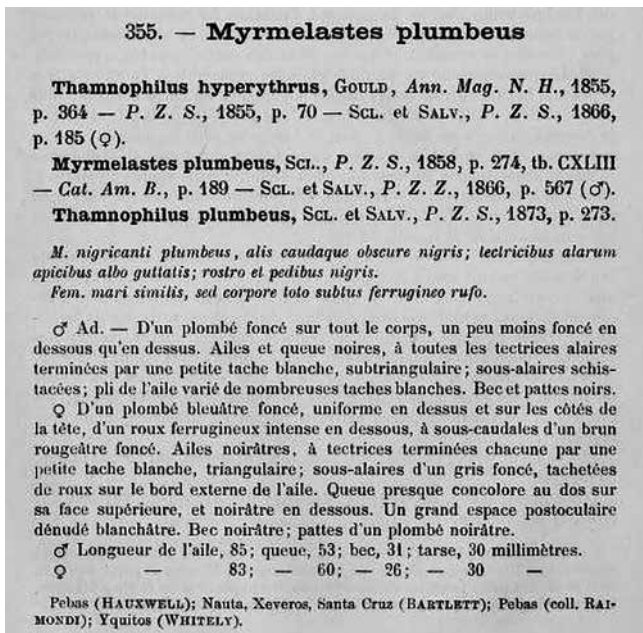 355. — Myrmelastes plumbeus
Thamnophilus hyperythrus, GOULD, Ann. Mag. N. H., 1855,
p. 364 — P. Z. S., 1855, p. 70 — SCL. et SALV., P. Z. S., 1866,
p. 185 (♀).
Myrmelastes plumbeus, SCL., P. Z. S., 1858, p. 274, tb. CXLIII
— Cat. Am. B., p. 189 — SCL. et SALV., P. Z. Z., 1866, p. 567 (♂).
Thamnophilus plumbeus, SCL. et SALV., P. Z. S., 1873, p. 273.
M. nigricanti plumbeus, alis caudaque obscure nigris; tectricibus alarum
apicibus albo guttatis; rostro et pedibus nigris.
Fem. mari similis, sed corpore toto subtus ferrugineo rufo.
♂ Ad. — D'un plombé foncé sur tout le corps, un peu moins foncé en
dessous qu'en dessus. Ailes et queue noires, à toutes les tectrices alaires
terminées par une petite tache blanche, subtriangulaire; sous-alaires schis-
tacées; pli de l'aile varié de nombreuses taches blanches. Bec et pattes noirs.
♀ D'un plombé bleuâtre foncé, uniforme en dessus et sur les côtés de
la tête, d'un roux ferrugineux intense en dessous, à sous-caudales d'un brun
rougeâtre foncé. Ailes noirâtres, à tectrices terminées chacune par une
petite tache blanche, triangulaire; sous-alaires d'un gris foncé, tachetées
de roux sur le bord externe de l'aile. Queue presque concolore au dos sur
sa face supérieure, et noirâtre en dessous. Un grand espace postoculaire
dénudé blanchâtre. Bec noirâtre; pattes d'un plombé noirâtre.
♂ Longueur de l'aile, 85; queue, 53; bec, 31; tarse, 30 millimètres.
♀ — 83; — 60; — 26; — 30 —
Pebas (HAUXWELL); Nauta, Xeveros, Santa Cruz (BARTLETT); Pebas (coll. RAI-
MONDI); Yquitos (WHITELY).